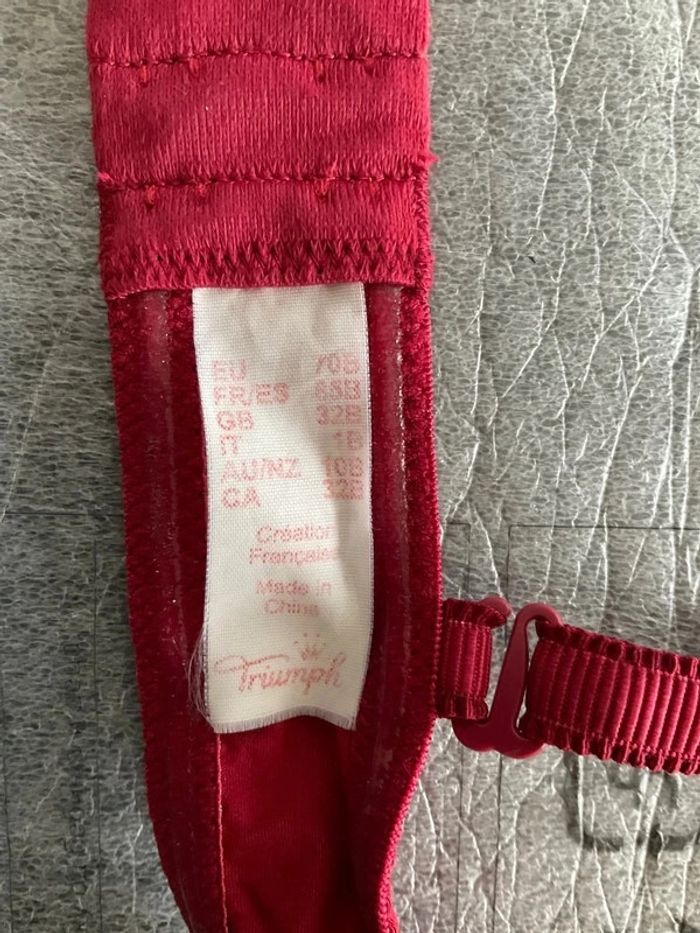 EU 70B
FR/ES 85B
GB 32B
IT 1B
AU/NZ 10B
CA 32B
Création
Française
Made in
China
Triumph